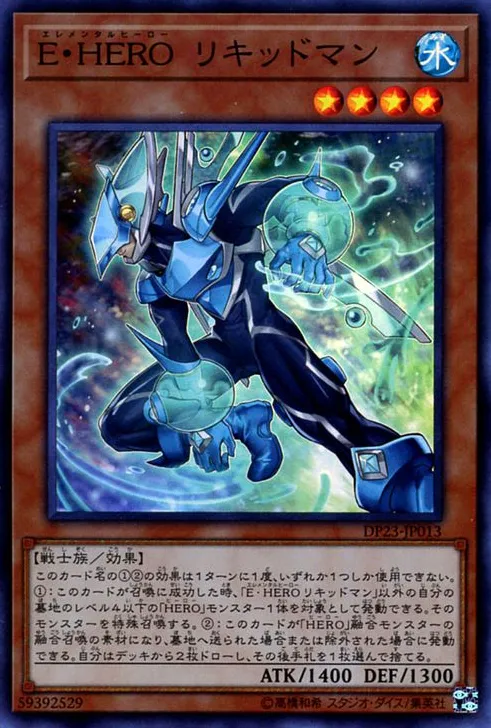 エレメンタルヒーロー
E・HERO リキッドマン
水
DP23-JP013
【戦士族／効果】
このカード名の①②の効果は1ターンに1度、いずれか1つしか使用できない。
①：このカードが召喚に成功した時、「E・HERO リキッドマン」以外の自分の
墓地のレベル4以下の「HERO」モンスター1体を対象として発動できる。その
モンスターを特殊召喚する。②：このカードが「HERO」融合モンスターの
融合召喚の素材になり、墓地へ送られた場合または除外された場合に発動
できる。自分はデッキから2枚ドローし、その後手札を1枚選んで捨てる。
ATK/1400 DEF/1300
59392529
©高橋和希 スタジオ・ダイス/集英社